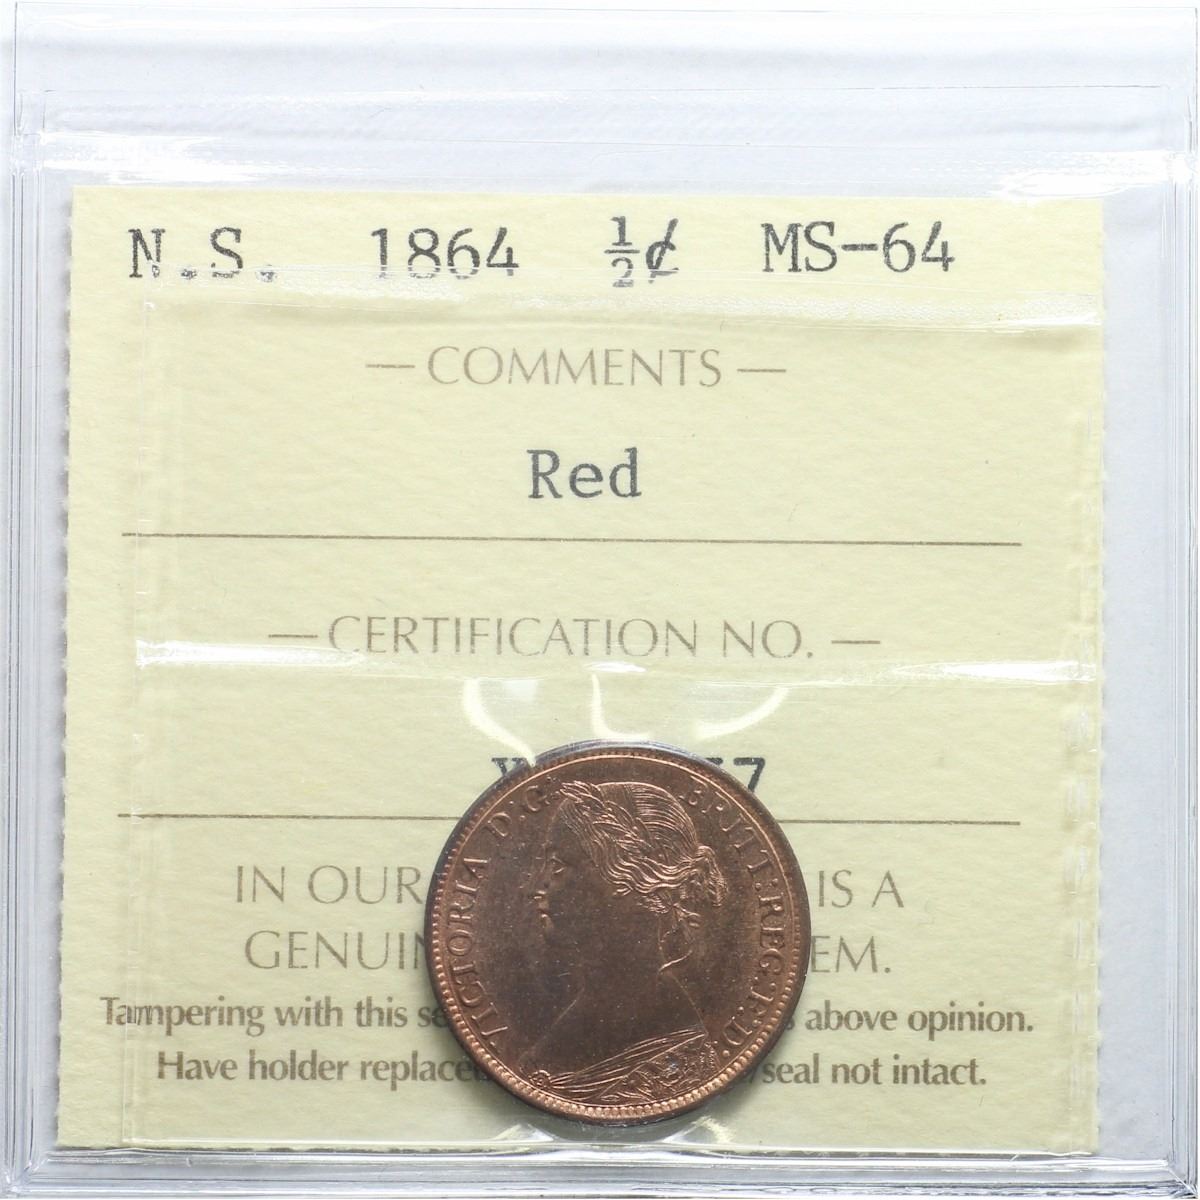 N.S. 1864 ½¢ MS-64
— COMMENTS —
Red
— CERTIFICATION NO. —
7
IN OUR IS A
GENUIN EM.
Tampering with this se above opinion.
Have holder replace /seal not intact.
VICTORIA D:G: BRITT:REG:F:D: